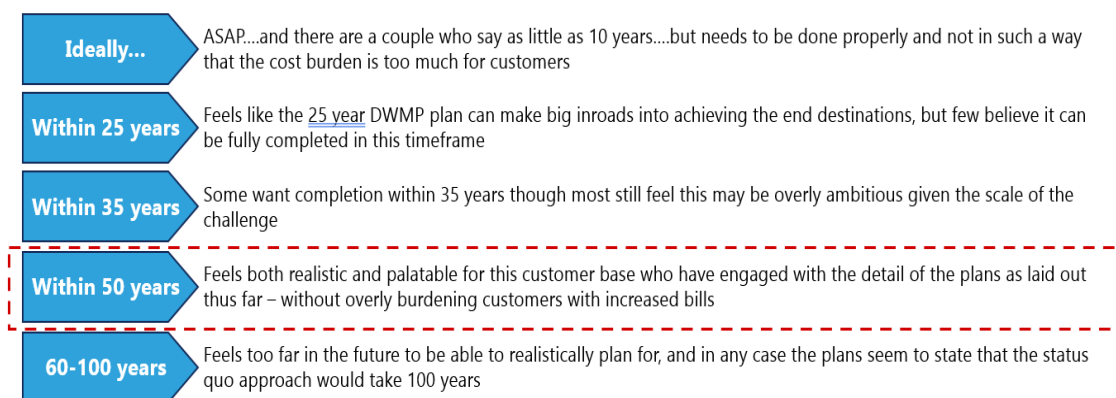 Ideally...
ASAP....and there are a couple who say as little as 10 years....but needs to be done properly and not in such a way
that the cost burden is too much for customers
Within 25 years
Feels like the 25 year DWMP plan can make big inroads into achieving the end destinations, but few believe it can
be fully completed in this timeframe
Within 35 years
Some want completion within 35 years though most still feel this may be overly ambitious given the scale of the
challenge
Within 50 years
Feels both realistic and palatable for this customer base who have engaged with the detail of the plans as laid out
thus far – without overly burdening customers with increased bills
60-100 years
Feels too far in the future to be able to realistically plan for, and in any case the plans seem to state that the status
quo approach would take 100 years